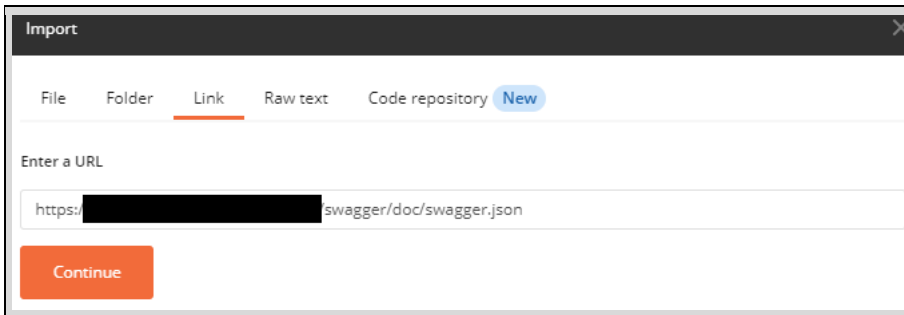 Import
File Folder Link Raw text Code repository New
Enter a URL
https:/ /swagger/doc/swagger.json
Continue